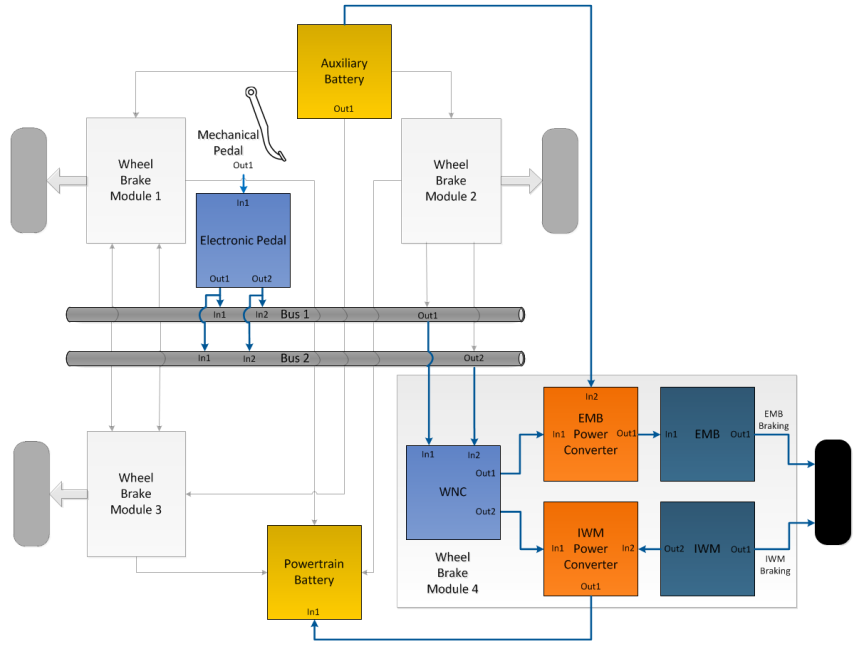 Auxiliary
Battery
Out1
Mechanical
Pedal
Out1
Wheel
Brake
Module 1
Wheel
Brake
Module 2
In1
Electronic Pedal
Out1
Out2
In1
In2
Bus 1
Out1
In1
In2
Bus 2
Out2
In2
EMB
Power
Converter
In1
Out1
In1
EMB
Out1
EMB
Braking
In1
In2
Out1
WNC
Out2
Wheel
Brake
Module 3
IWM
Power
Converter
In1
In2
Out1
Out2
IWM
Out1
IWM
Braking
Wheel
Brake
Module 4
Powertrain
Battery
In1